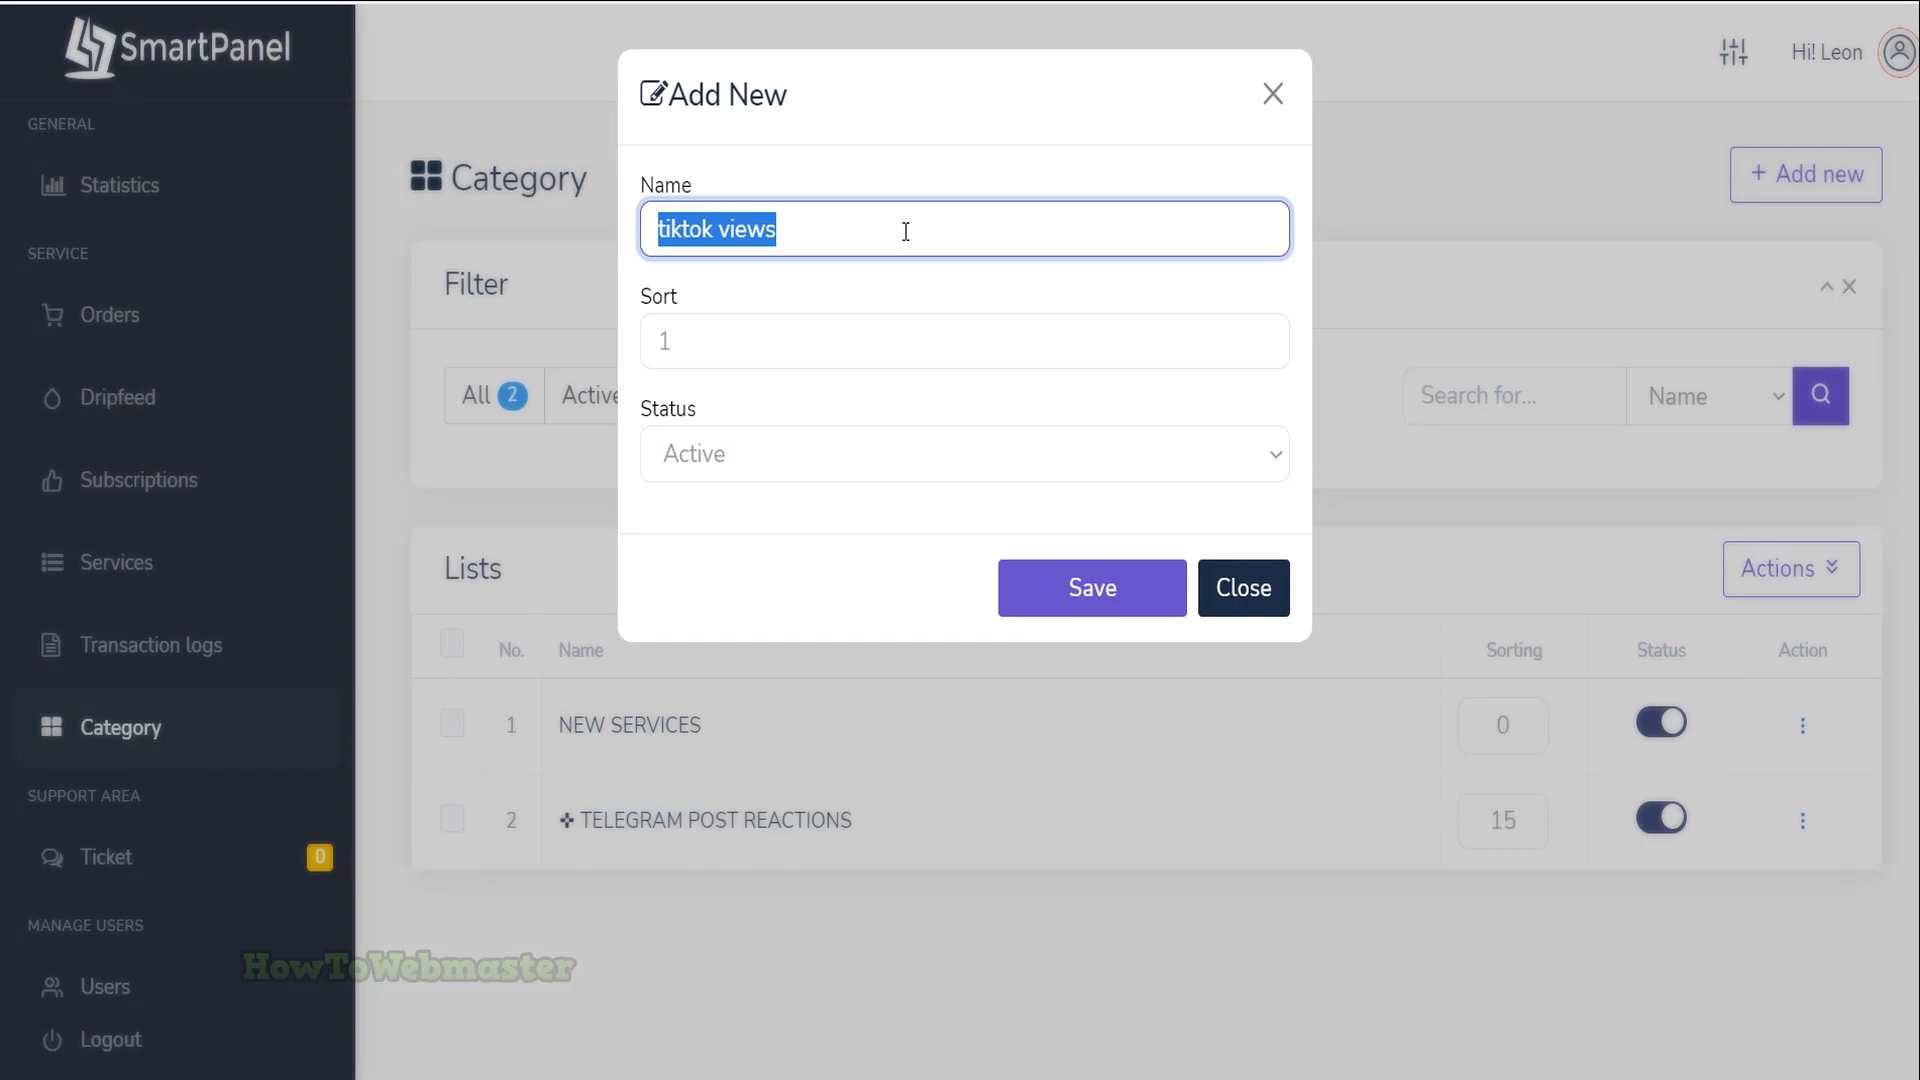 SmartPanel
GENERAL
Statistics
SERVICE
Orders
Dripfeed
Subscriptions
Services
Transaction logs
Category
SUPPORT AREA
Ticket 0
MANAGE USERS
Users
Logout
Hi! Leon
Category
+ Add new
Filter
All 2 Active
Search for... Name
Lists
Actions
No. Name Sorting Status Action
1 NEW SERVICES 0
2 ✣ TELEGRAM POST REACTIONS 15
Add New
Name
tiktok views
Sort
1
Status
Active
Save Close
HowToWebmaster